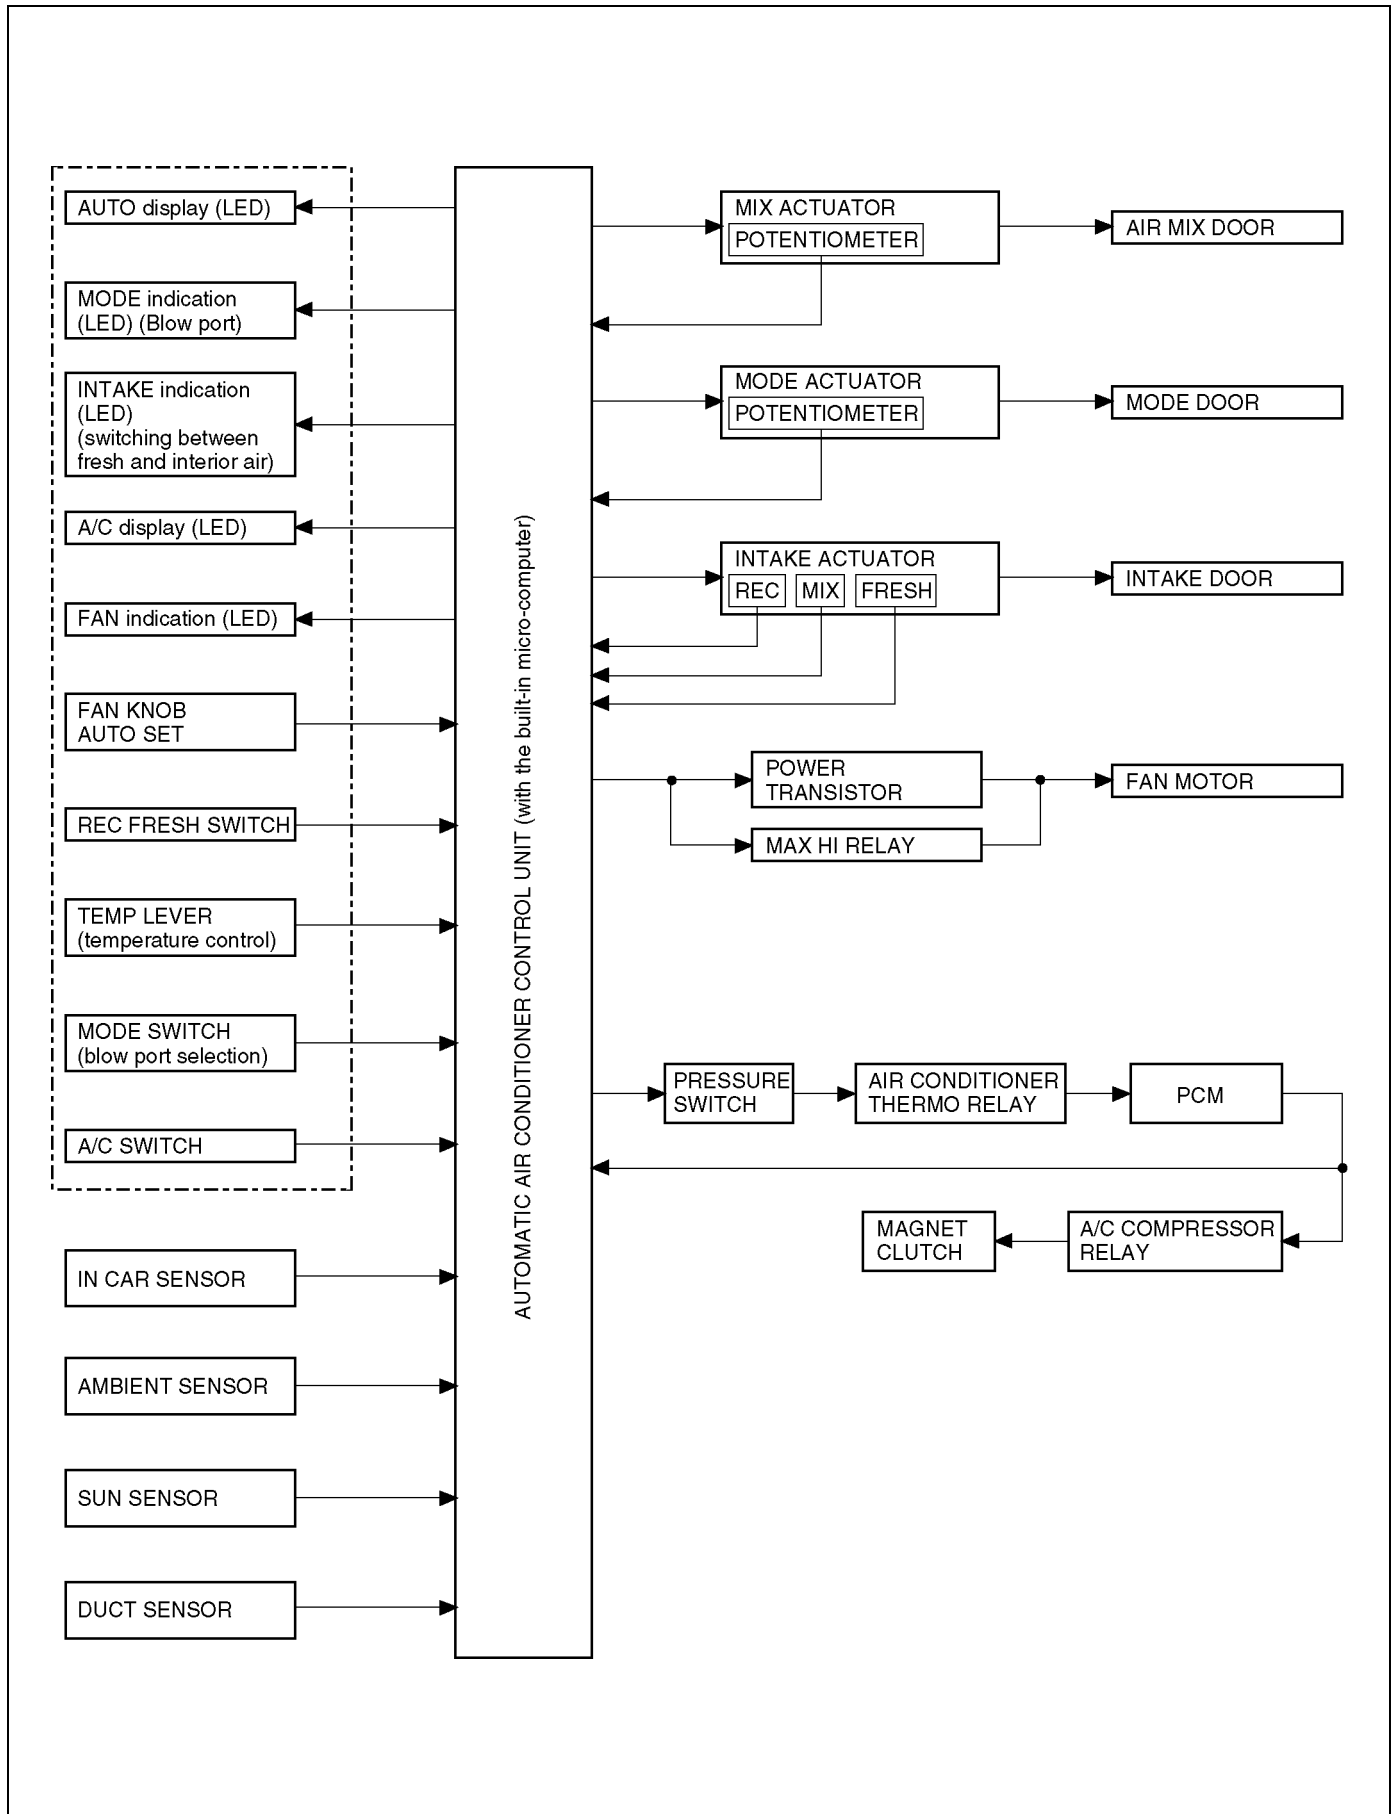 AUTO display (LED)
MODE indication
(LED) (Blow port)
INTAKE indication
(LED)
(switching between
fresh and interior air)
A/C display (LED)
FAN indication (LED)
FAN KNOB
AUTO SET
REC FRESH SWITCH
TEMP LEVER
(temperature control)
MODE SWITCH
(blow port selection)
A/C SWITCH
IN CAR SENSOR
AMBIENT SENSOR
SUN SENSOR
DUCT SENSOR
AUTOMATIC AIR CONDITIONER CONTROL UNIT (with the built-in micro-computer)
MIX ACTUATOR
POTENTIOMETER
AIR MIX DOOR
MODE ACTUATOR
POTENTIOMETER
MODE DOOR
INTAKE ACTUATOR
REC MIX FRESH
INTAKE DOOR
POWER
TRANSISTOR
MAX HI RELAY
FAN MOTOR
PRESSURE
SWITCH
AIR CONDITIONER
THERMO RELAY
PCM
MAGNET
CLUTCH
A/C COMPRESSOR
RELAY